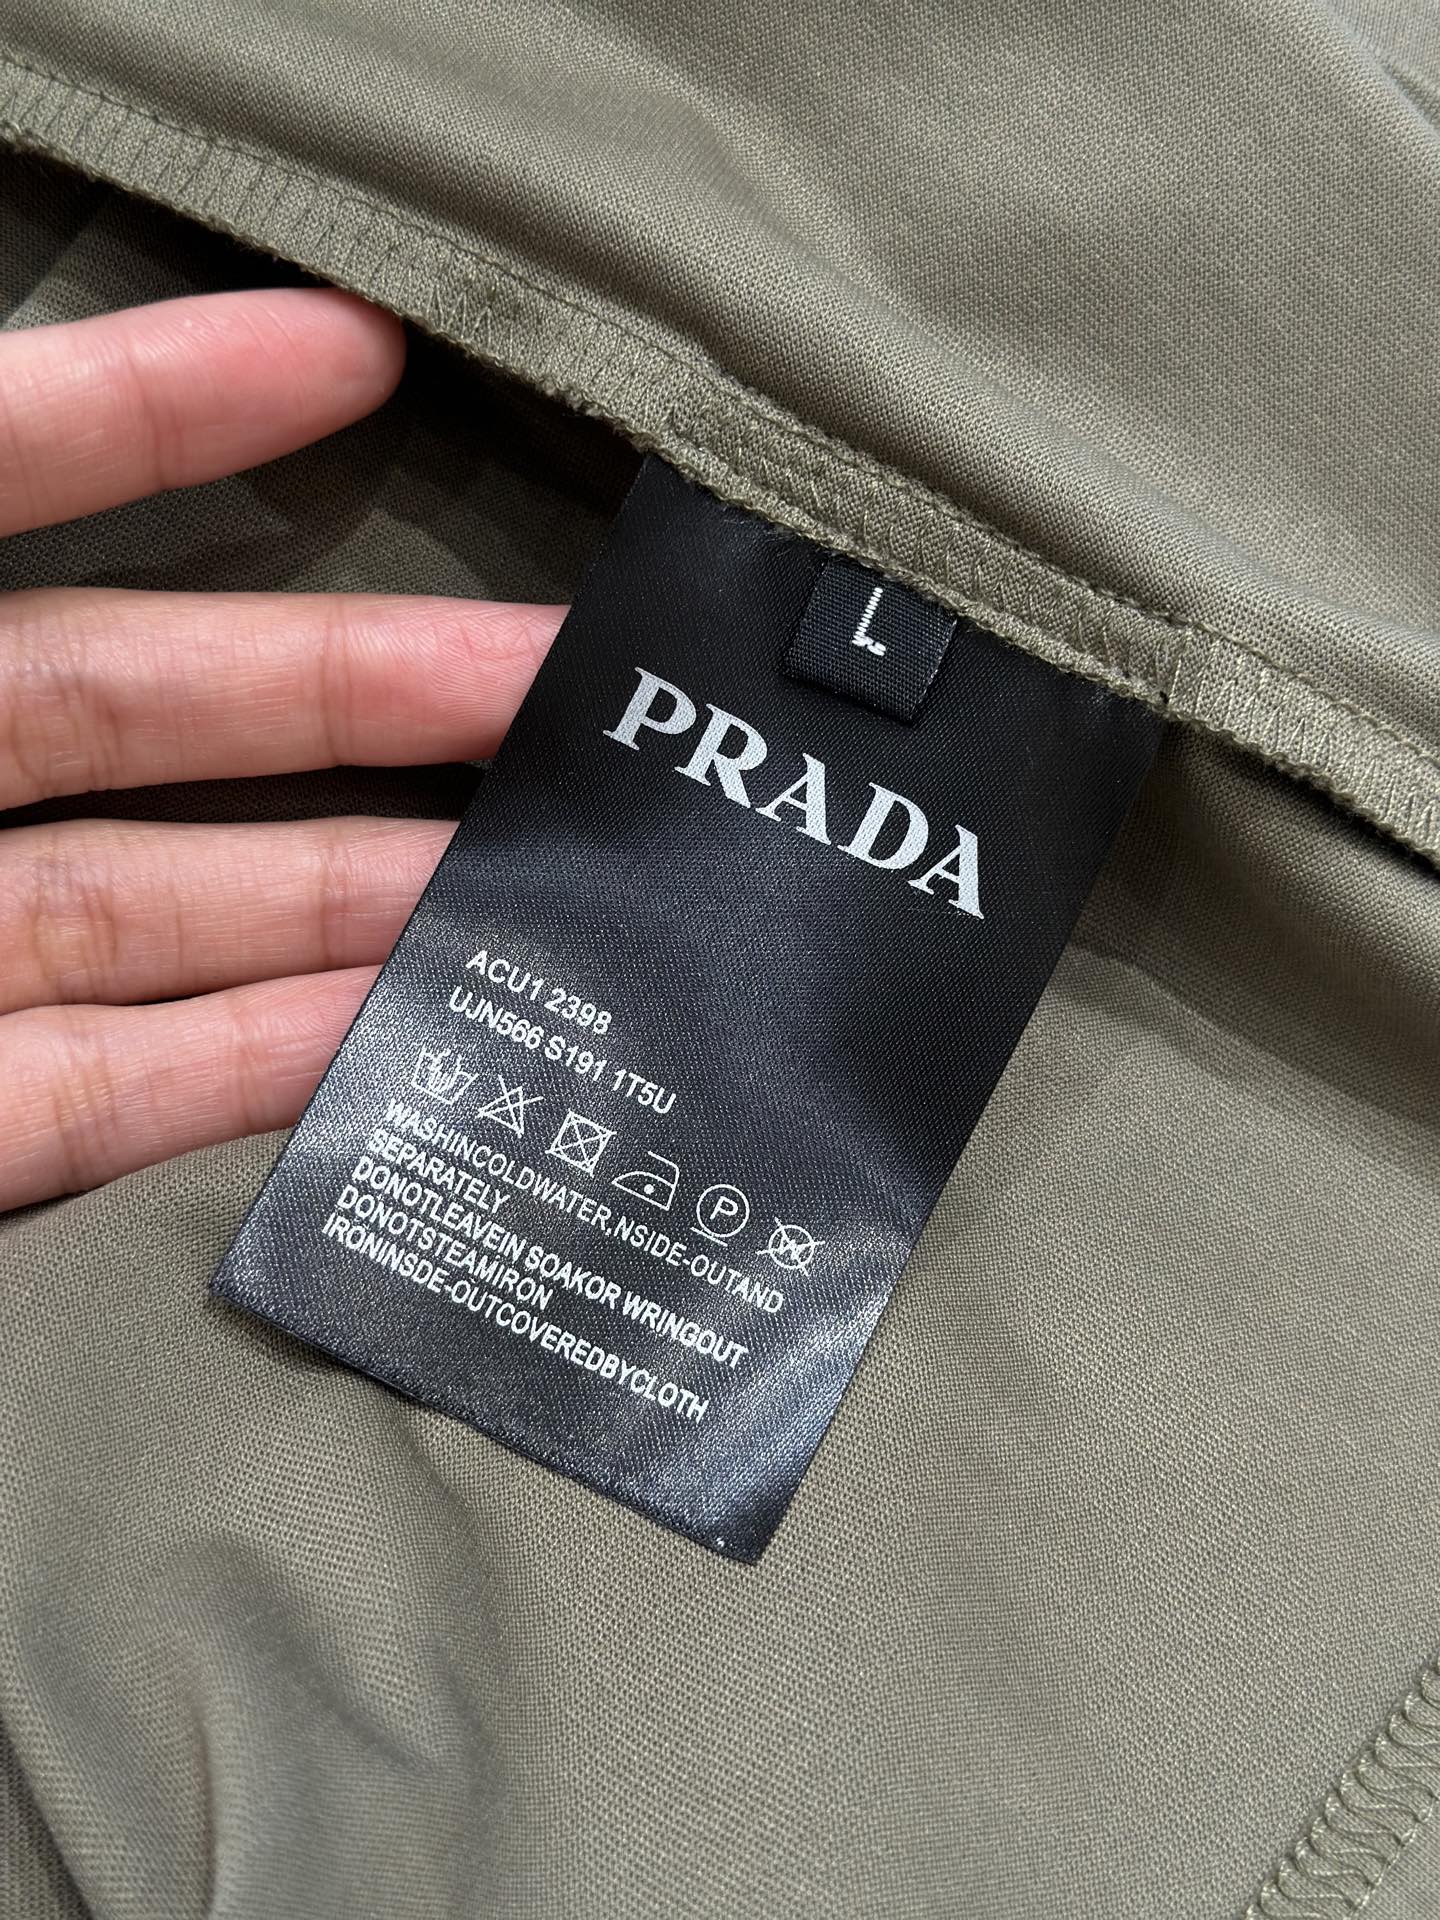 L
PRADA
ACU1 2398
UJN566 S191 1T5U
P
WASHINCOLDWATER,NSIDE-OUTAND
SEPARATELY
DONOTLEAVEIN SOAKOR WRINGOUT
DONOTSTEAMIRON
IRONINSDE-OUTCOVEREDBYCLOTH